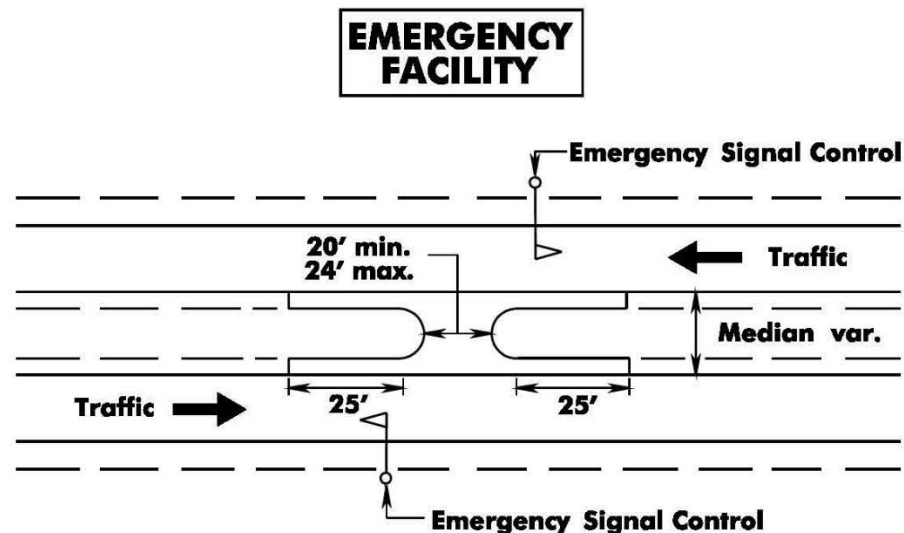 EMERGENCY
FACILITY
Emergency Signal Control
20' min.
24' max.
Traffic
Median var.
Traffic
25'
25'
Emergency Signal Control